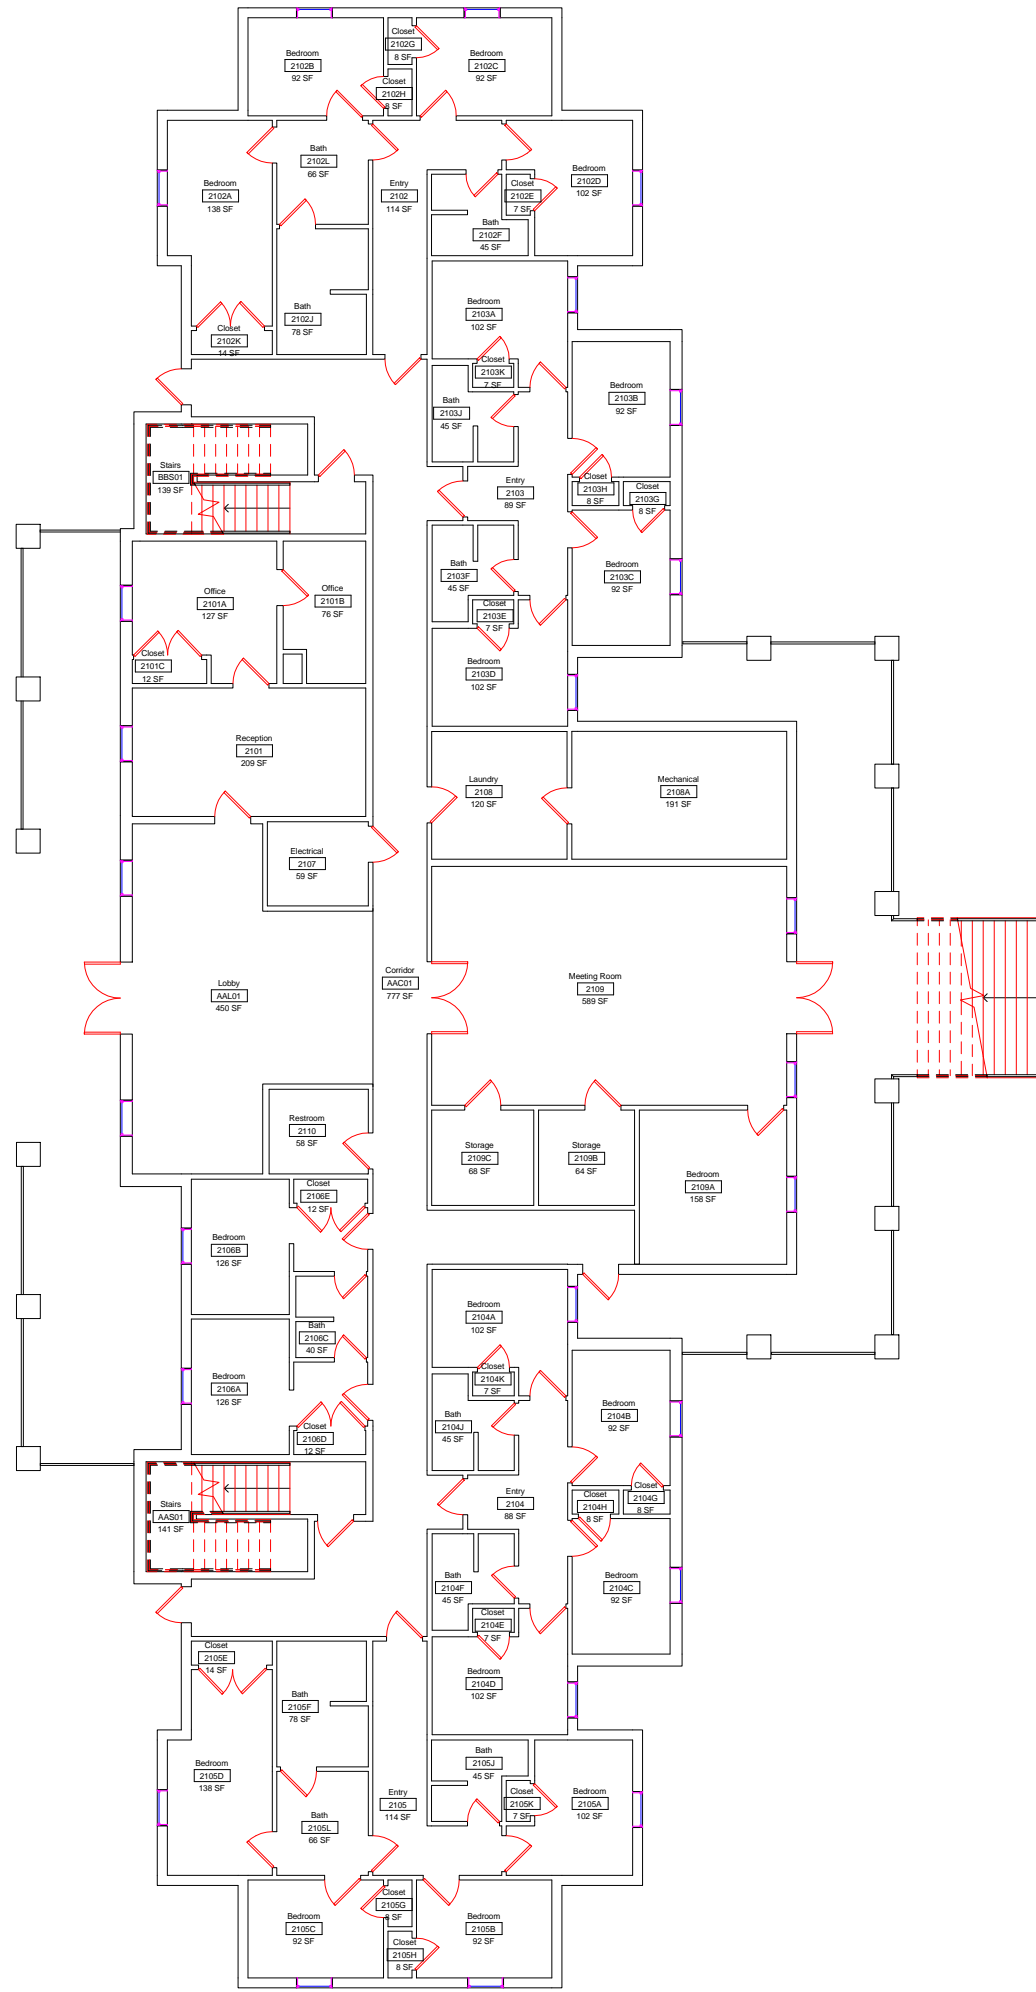 Closet
2102G
8 SF
Bedroom
2102B
92 SF
Bedroom
2102C
92 SF
Closet
2102H
8 SF
Bath
2102L
66 SF
Bedroom
2102A
138 SF
Entry
2102
114 SF
Closet
2102E
7 SF
Bedroom
2102D
102 SF
Bath
2102F
45 SF
Bath
2102J
78 SF
Closet
2102K
14 SF
Bedroom
2103A
102 SF
Closet
2103K
7 SF
Bedroom
2103B
92 SF
Bath
2103J
45 SF
Stairs
BBS01
139 SF
Entry
2103
89 SF
Closet
2103H
8 SF
Closet
2103G
8 SF
Bath
2103F
45 SF
Bedroom
2103C
92 SF
Office
2101A
127 SF
Office
2101B
76 SF
Closet
2103E
7 SF
Closet
2101C
12 SF
Bedroom
2103D
102 SF
Reception
2101
209 SF
Laundry
2108
120 SF
Mechanical
2108A
191 SF
Electrical
2107
59 SF
Lobby
AAL01
450 SF
Corridor
AAC01
777 SF
Meeting Room
2109
589 SF
Restroom
2110
58 SF
Storage
2109C
68 SF
Storage
2109B
64 SF
Bedroom
2109A
158 SF
Closet
2106E
12 SF
Bedroom
2106B
126 SF
Bedroom
2104A
102 SF
Bath
2106C
40 SF
Bedroom
2106A
126 SF
Closet
2104K
7 SF
Bedroom
2104B
92 SF
Bath
2104J
45 SF
Closet
2106D
12 SF
Stairs
AAS01
141 SF
Entry
2104
88 SF
Closet
2104H
8 SF
Closet
2104G
8 SF
Bath
2104F
45 SF
Bedroom
2104C
92 SF
Closet
2104E
7 SF
Closet
2105E
14 SF
Bedroom
2104D
102 SF
Bath
2105F
78 SF
Bath
2105J
45 SF
Bedroom
2105D
138 SF
Entry
2105
114 SF
Closet
2105K
7 SF
Bedroom
2105A
102 SF
Bath
2105L
66 SF
Closet
2105G
8 SF
Bedroom
2105C
92 SF
Bedroom
2105B
92 SF
Closet
2105H
8 SF